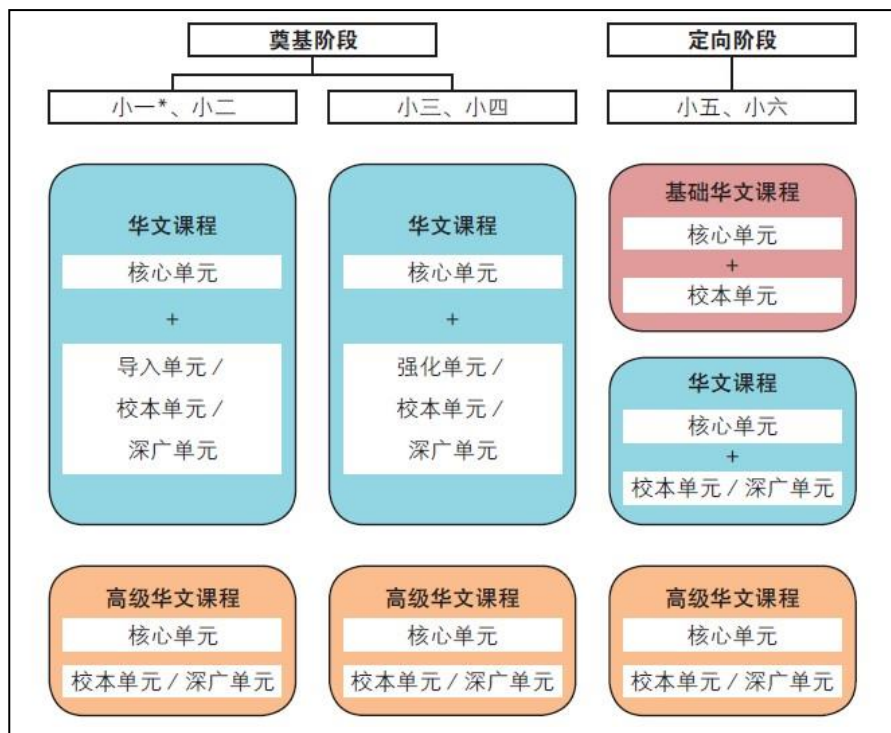 奠基阶段
定向阶段
小一*、小二
小三、小四
小五、小六
华文课程
核心单元
+
导入单元 /
校本单元 /
深广单元
华文课程
核心单元
+
强化单元 /
校本单元 /
深广单元
基础华文课程
核心单元
+
校本单元
华文课程
核心单元
+
校本单元 / 深广单元
高级华文课程
核心单元
校本单元 / 深广单元
高级华文课程
核心单元
校本单元 / 深广单元
高级华文课程
核心单元
校本单元 / 深广单元